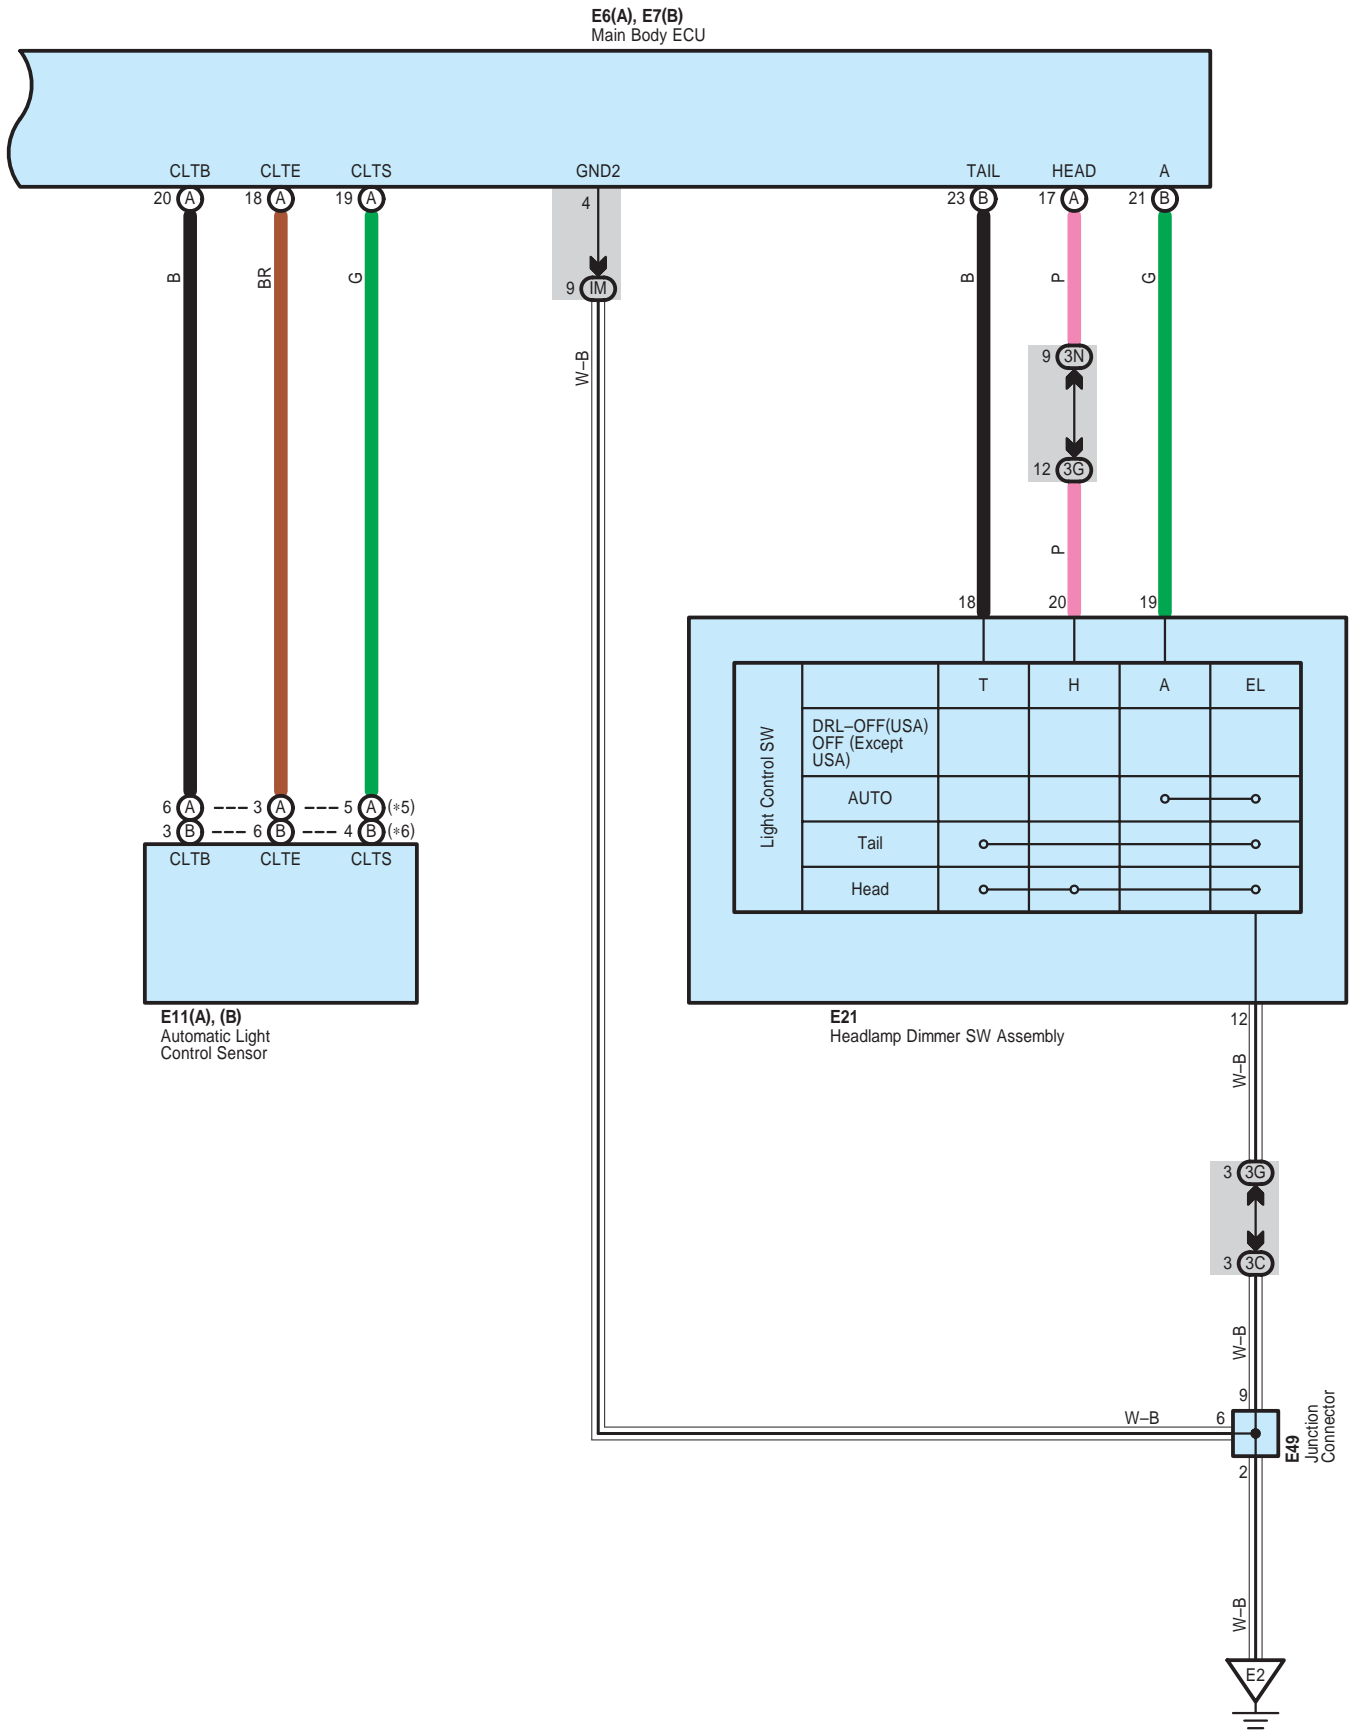 E6(A), E7(B)
Main Body ECU
CLTB CLTE CLTS GND2 TAIL HEAD A
20 A 18 A 19 A 4 23 B 17 A 21 B
B BR G B P G
9 IM
W–B
9 3N
12 3G
P
18 20 19
Light Control SW
T H A EL
DRL–OFF(USA)
OFF (Except
USA)
AUTO
Tail
Head
6 A 3 A 5 A (*5)
3 B 6 B 4 B (*6)
CLTB CLTE CLTS
E11(A), (B)
Automatic Light
Control Sensor
E21
Headlamp Dimmer SW Assembly
12
W–B
3 3G
3 3C
W–B
9
W–B 6
E49
Junction
Connector
2
W–B
E2